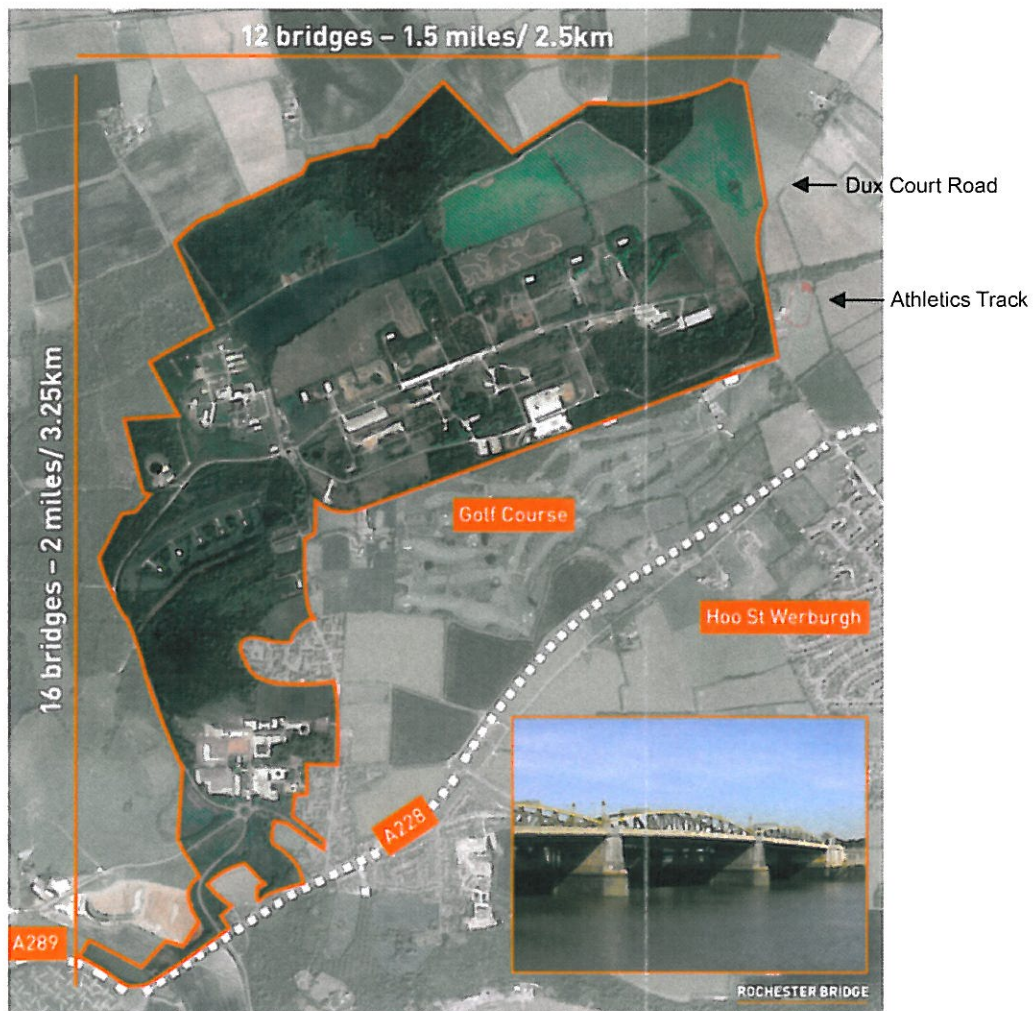 12 bridges – 1.5 miles/ 2.5km
Dux Court Road
Athletics Track
16 bridges – 2 miles/ 3.25km
Golf Course
Hoo St Werburgh
A228
A289
ROCHESTER BRIDGE